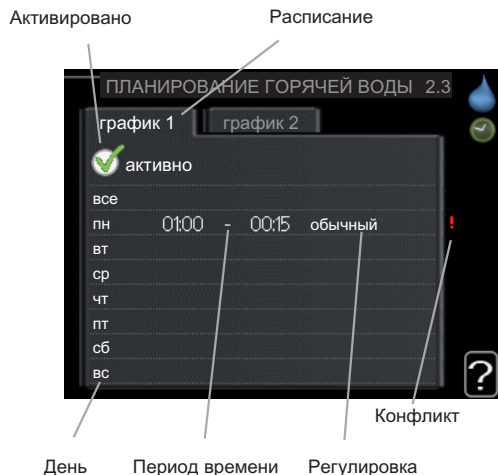 Активировано
Расписание
ПЛАНИРОВАНИЕ ГОРЯЧЕЙ ВОДЫ 2.3
график 1
график 2
активно
все
пн 01:00 - 00:15 обычный !
вт
ср
чт
пт
сб
вс
?
Конфликт
День
Период времени
Регулировка